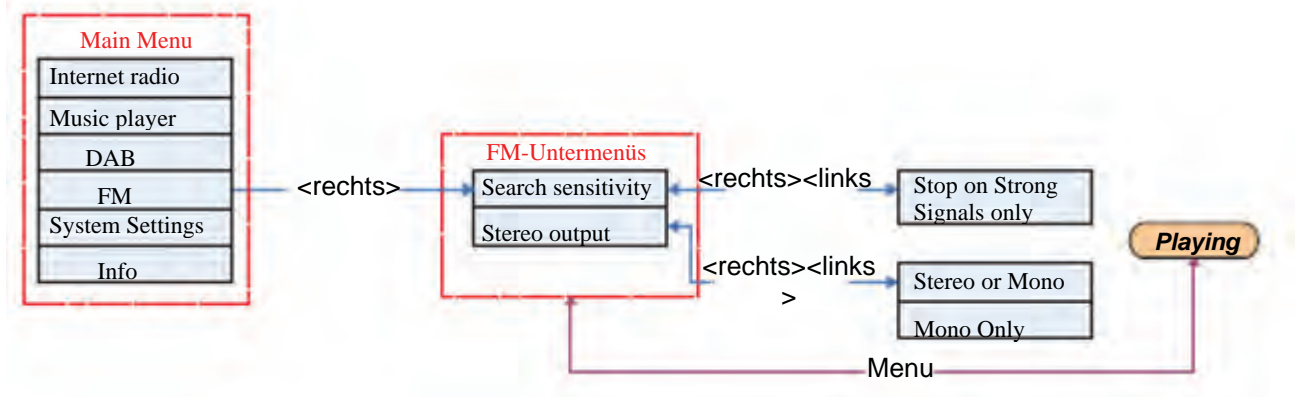 Main Menu
Internet radio
Music player
DAB
FM
System Settings
Info
<rechts>
FM-Untermenüs
Search sensitivity
Stereo output
<rechts><links
Stop on Strong
Signals only
<rechts><links
>
Stereo or Mono
Mono Only
Playing
Menu